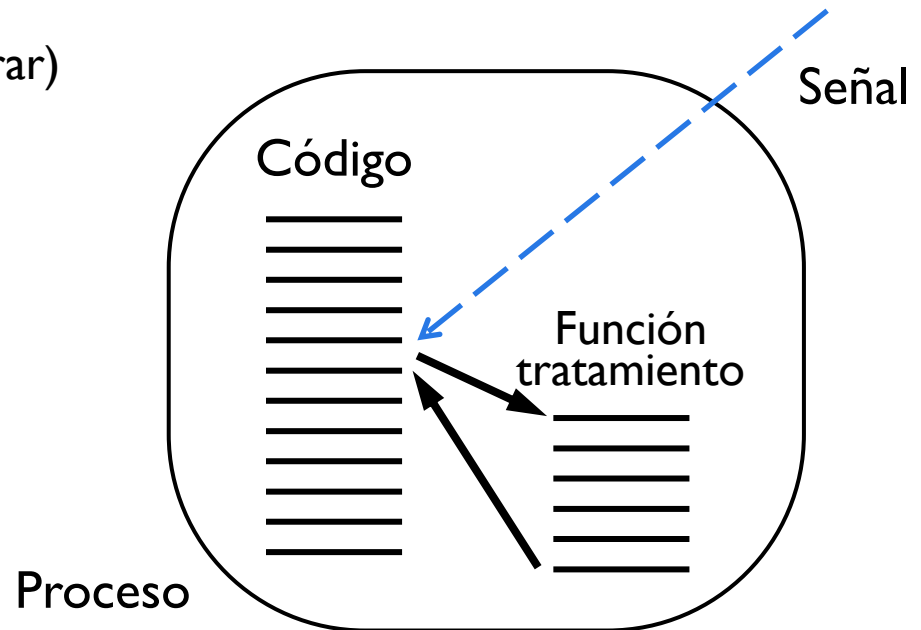 rar)
Señal
Código
Función
tratamiento
Proceso